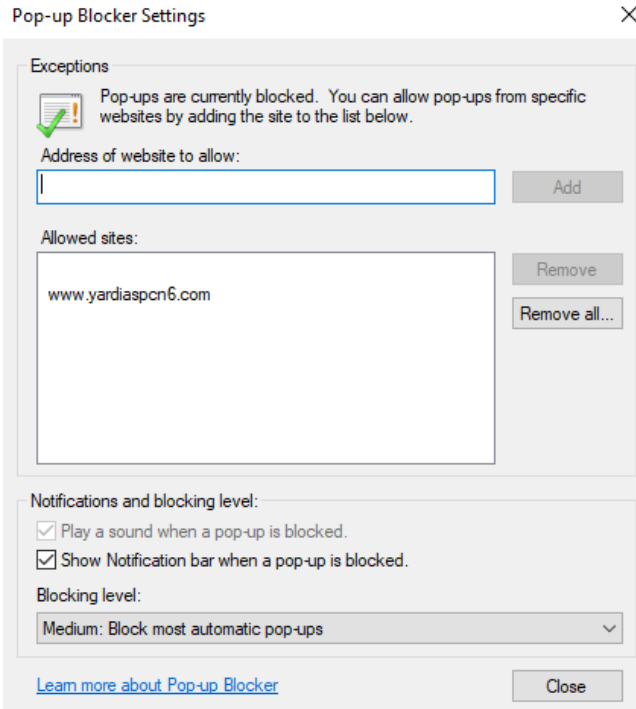 Pop-up Blocker Settings
Exceptions
Pop-ups are currently blocked.  You can allow pop-ups from specific
websites by adding the site to the list below.
Address of website to allow:
Add
Allowed sites:
Remove
www.yardiaspcn6.com
Remove all...
Notifications and blocking level:
Play a sound when a pop-up is blocked.
Show Notification bar when a pop-up is blocked.
Blocking level:
Medium: Block most automatic pop-ups
Learn more about Pop-up Blocker
Close